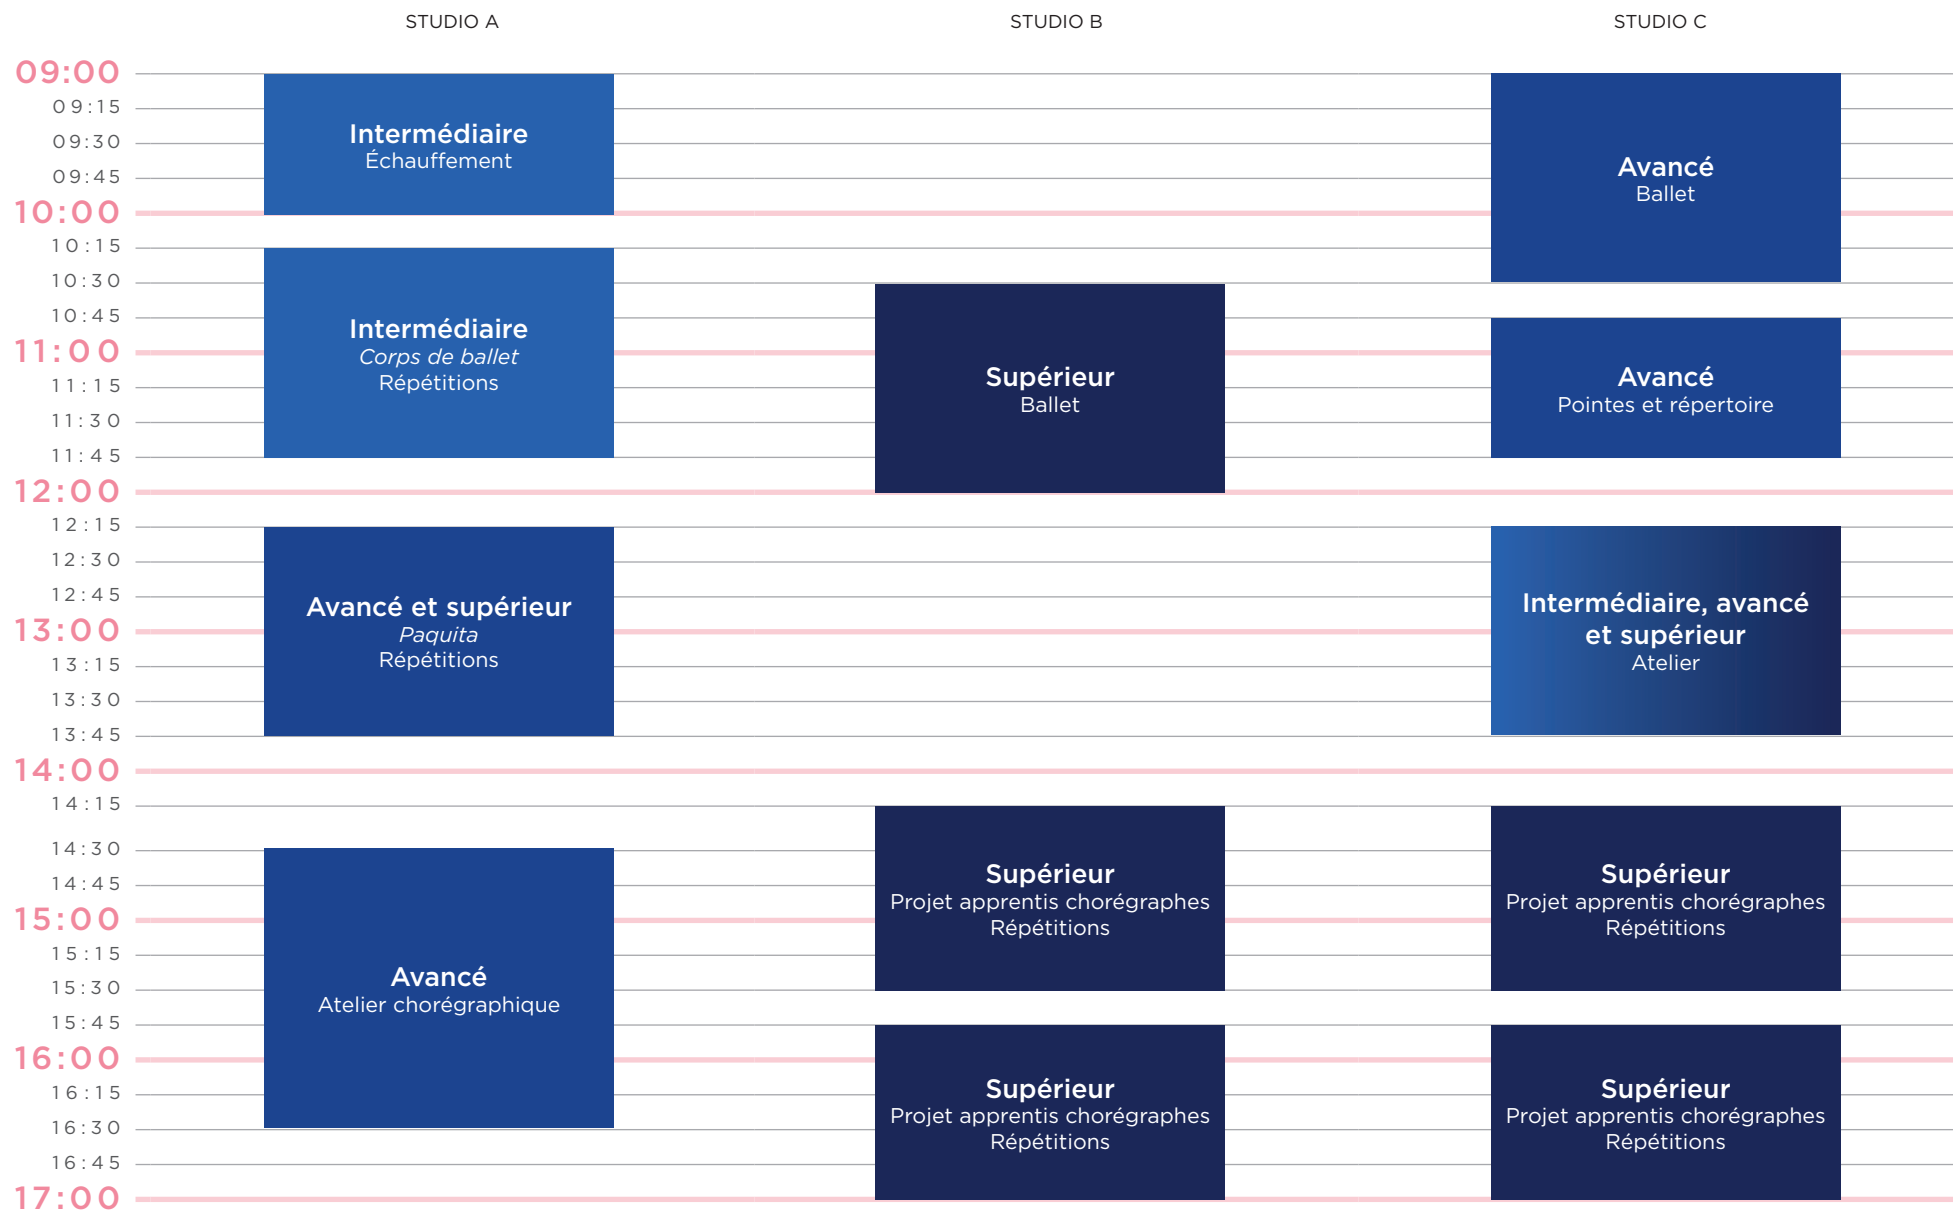 STUDIO A
STUDIO B
STUDIO C
09:00
09:15
09:30
09:45
10:00
10:15
10:30
10:45
11:00
11:15
11:30
11:45
12:00
12:15
12:30
12:45
13:00
13:15
13:30
13:45
14:00
14:15
14:30
14:45
15:00
15:15
15:30
15:45
16:00
16:15
16:30
16:45
17:00
Intermédiaire
Échauffement
Intermédiaire
Corps de ballet
Répétitions
Avancé et supérieur
Paquita
Répétitions
Avancé
Atelier chorégraphique
Supérieur
Ballet
Supérieur
Projet apprentis chorégraphes
Répétitions
Supérieur
Projet apprentis chorégraphes
Répétitions
Avancé
Ballet
Avancé
Pointes et répertoire
Intermédiaire, avancé
et supérieur
Atelier
Supérieur
Projet apprentis chorégraphes
Répétitions
Supérieur
Projet apprentis chorégraphes
Répétitions